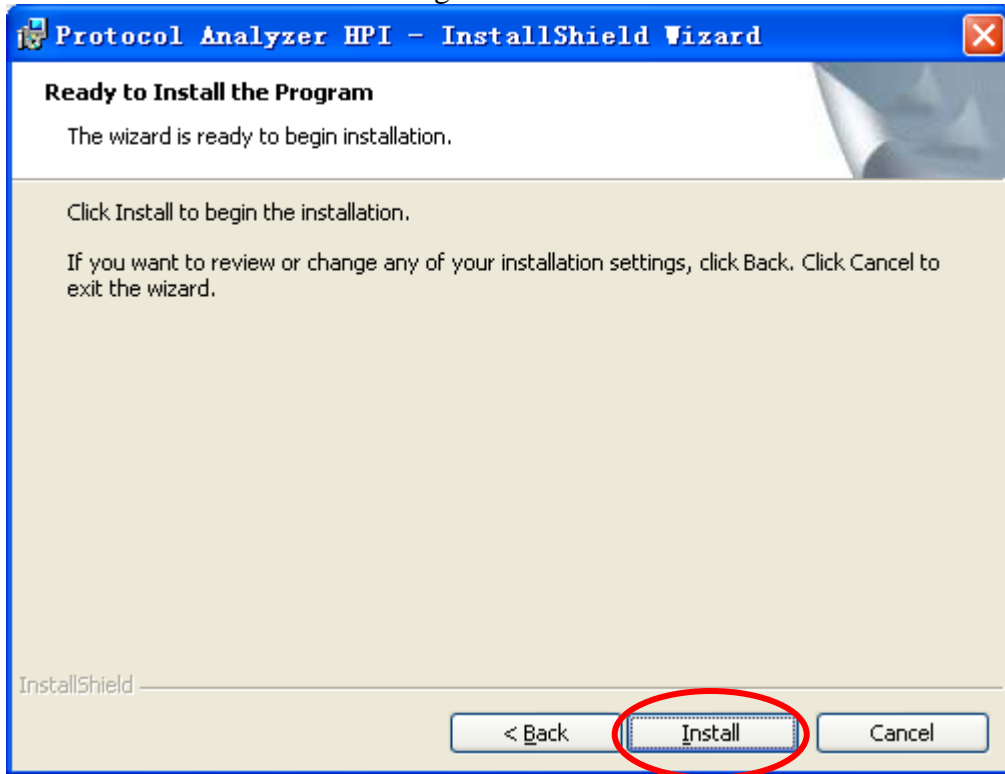 Protocol Analyzer HPI - InstallShield Wizard
Ready to Install the Program
The wizard is ready to begin installation.
Click Install to begin the installation.
If you want to review or change any of your installation settings, click Back. Click Cancel to
exit the wizard.
InstallShield
< Back Install Cancel